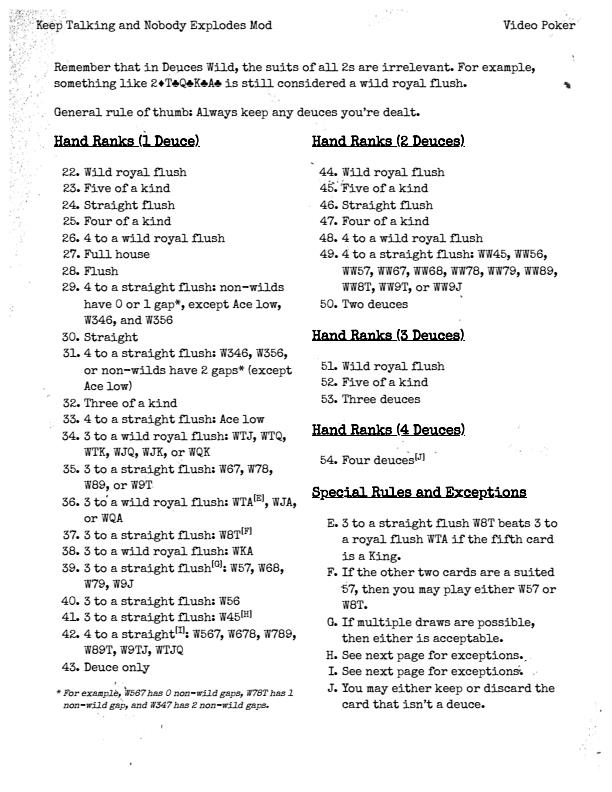 Keep Talking and Nobody Explodes Mod Video Poker
Remember that in Deuces Wild, the suits of all 2s are irrelevant. For example,
something like 2♦T♣Q♣K♣A♣ is still considered a wild royal flush.
General rule of thumb: Always keep any deuces you're dealt.
Hand Ranks (1 Deuce)
22. Wild royal flush
23. Five of a kind
24. Straight flush
25. Four of a kind
26. 4 to a wild royal flush
27. Full house
28. Flush
29. 4 to a straight flush: non-wilds
have 0 or 1 gap*, except Ace low,
W346, and W356
30. Straight
31. 4 to a straight flush: W346, W356,
or non-wilds have 2 gaps* (except
Ace low)
32. Three of a kind
33. 4 to a straight flush: Ace low
34. 3 to a wild royal flush: WTJ, WTQ,
WTK, WJQ, WJK, or WQK
35. 3 to a straight flush: W67, W78,
W89, or W9T
36. 3 to a wild royal flush: WTA[E], WJA,
or WQA
37. 3 to a straight flush: W8T[F]
38. 3 to a wild royal flush: WKA
39. 3 to a straight flush[G]: W57, W68,
W79, W9J
40. 3 to a straight flush: W56
41. 3 to a straight flush: W45[H]
42. 4 to a straight[I]: W567, W678, W789,
W89T, W9TJ, WTJQ
43. Deuce only
* For example, W567 has 0 non-wild gaps, W78T has 1
non-wild gap, and W347 has 2 non-wild gaps.
Hand Ranks (2 Deuces)
44. Wild royal flush
45. Five of a kind
46. Straight flush
47. Four of a kind
48. 4 to a wild royal flush
49. 4 to a straight flush: WW45, WW56,
WW57, WW67, WW68, WW78, WW79, WW89,
WW8T, WW9T, or WW9J
50. Two deuces
Hand Ranks (3 Deuces)
51. Wild royal flush
52. Five of a kind
53. Three deuces
Hand Ranks (4 Deuces)
54. Four deuces[J]
Special Rules and Exceptions
E. 3 to a straight flush W8T beats 3 to
a royal flush WTA if the fifth card
is a King.
F. If the other two cards are a suited
57, then you may play either W57 or
W8T.
G. If multiple draws are possible,
then either is acceptable.
H. See next page for exceptions.
I. See next page for exceptions.
J. You may either keep or discard the
card that isn't a deuce.